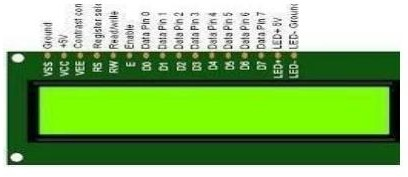 VSS Ground
VCC +5V
VEE Contrast con
RS Register sele
RW Read/write
E Enable
D0 Data Pin 0
D1 Data Pin 1
D2 Data Pin 2
D3 Data Pin 3
D4 Data Pin 4
D5 Data Pin 5
D6 Data Pin 6
D7 Data Pin 7
LED+ LED+ 5V
LED- LED- Ground